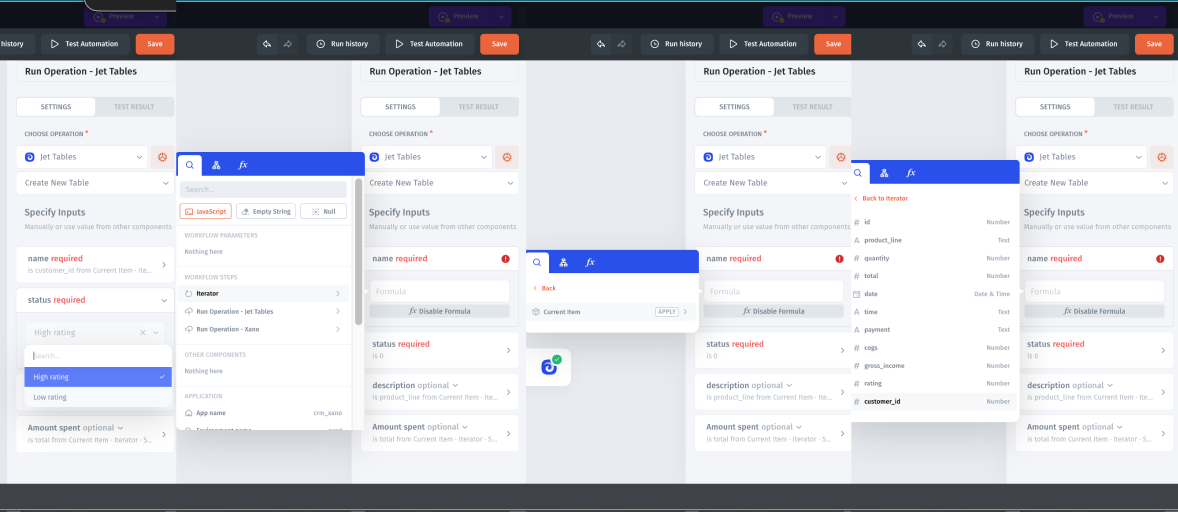 Preview
history
Test Automation
Save
Run Operation - Jet Tables
SETTINGS
TEST RESULT
CHOOSE OPERATION *
Jet Tables
Create New Table
Specify Inputs
Manually or use value from other components
name required
is customer_id from Current Item - Ite...
status required
High rating
Search...
High rating
Low rating
Amount spent optional
is total from Current Item - Iterator - S...
Search...
JavaScript
Empty String
Null
WORKFLOW PARAMETERS
Nothing here
WORKFLOW STEPS
Iterator
Run Operation - Jet Tables
Run Operation - Xano
OTHER COMPONENTS
Nothing here
APPLICATION
App name
crm_xano
Preview
Run history
Test Automation
Save
Run Operation - Jet Tables
SETTINGS
TEST RESULT
CHOOSE OPERATION *
Jet Tables
Create New Table
Specify Inputs
Manually or use value from other components
name required
Formula
fx Disable Formula
status required
is 0
description optional
is product_line from Current Item - Ite...
Amount spent optional
is total from Current Item - Iterator - S...
fx
Back
Current Item
APPLY
Preview
Run history
Test Automation
Save
Run Operation - Jet Tables
SETTINGS
TEST RESULT
CHOOSE OPERATION *
Jet Tables
Create New Table
Specify Inputs
Manually or use value from other components
name required
Formula
fx Disable Formula
status required
is 0
description optional
is product_line from Current Item - Ite...
Amount spent optional
is total from Current Item - Iterator - S...
fx
Back to Iterator
id Number
product_line Text
quantity Number
total Number
date Date & Time
time Text
payment Text
cogs Number
gross_income Number
rating Number
customer_id Number
Preview
Run history
Test Automation
Save
Run Operation - Jet Tables
SETTINGS
TEST RESULT
CHOOSE OPERATION *
Jet Tables
Create New Table
Specify Inputs
Manually or use value from other components
name required
Formula
fx Disable Formula
status required
is 0
description optional
is product_line from Current Item - Ite...
Amount spent optional
is total from Current Item - Iterator - S...